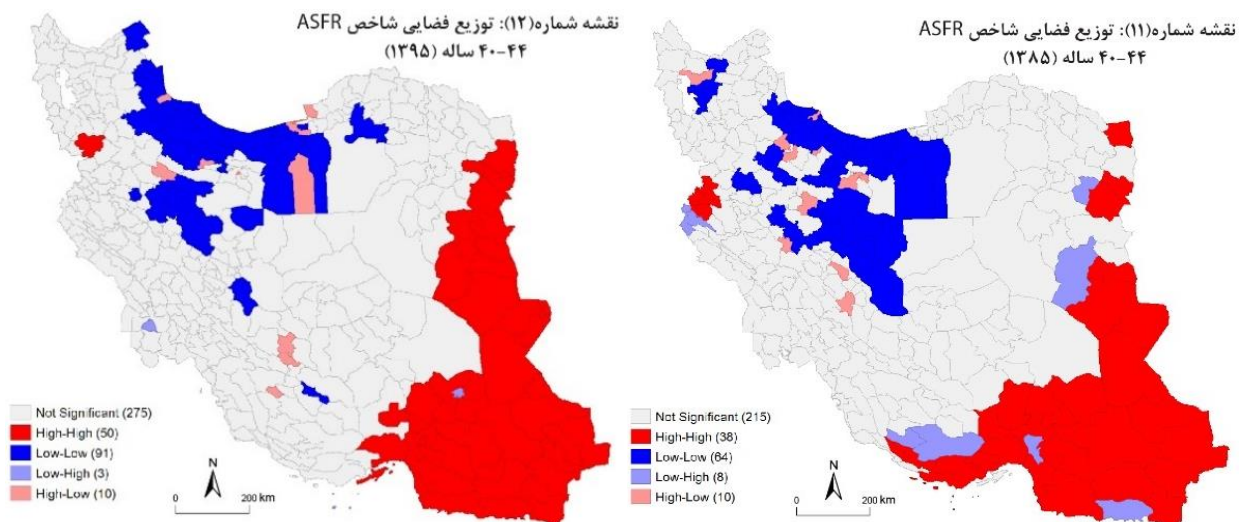 نقشه شماره(۱۱): توزیع فضایی شاخص ASFR
۴۰-۴۴ ساله (۱۳۸۵)
Not Significant (215)
High-High (38)
Low-Low (64)
Low-High (8)
High-Low (10)
N
0 200 km
نقشه شماره(۱۲): توزیع فضایی شاخص ASFR
۴۰-۴۴ ساله (۱۳۹۵)
Not Significant (275)
High-High (50)
Low-Low (91)
Low-High (3)
High-Low (10)
N
0 200 km